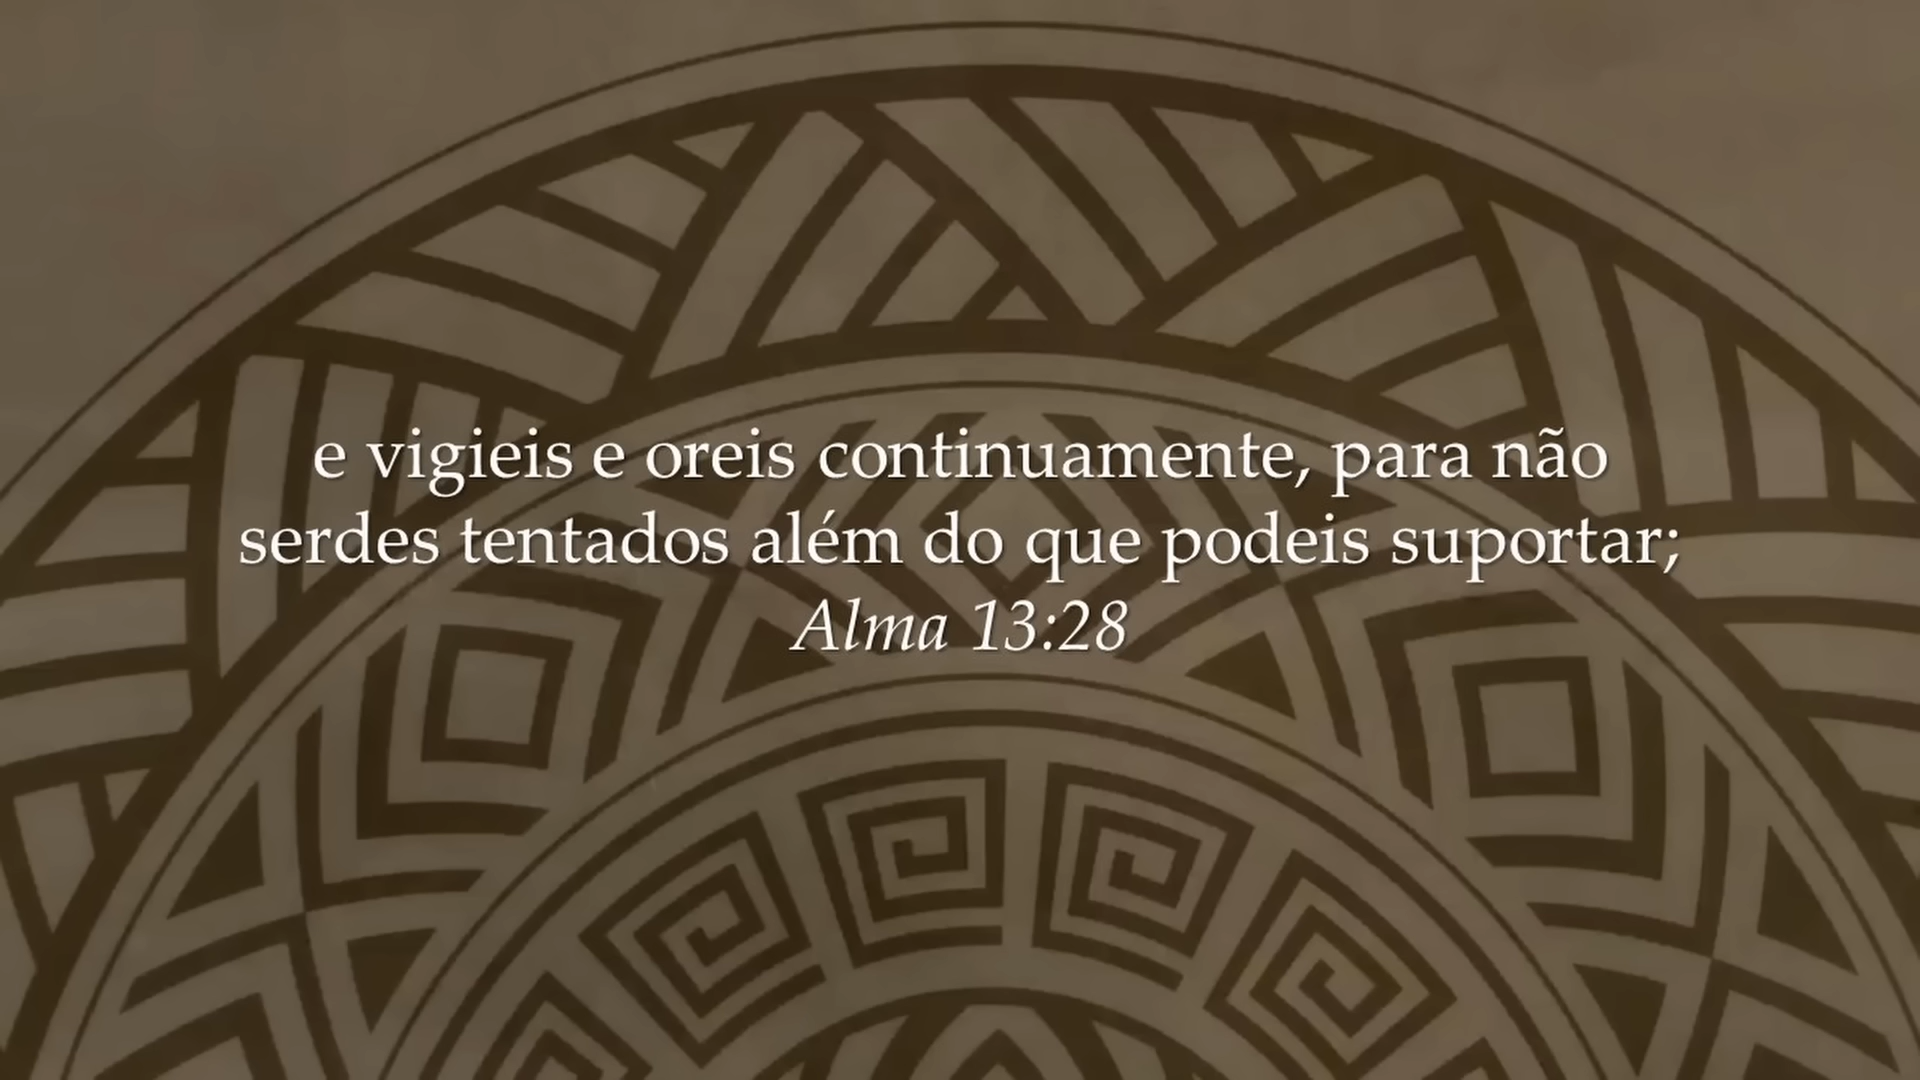 e vigieis e oreis continuamente, para não
serdes tentados além do que podeis suportar;
Alma 13:28